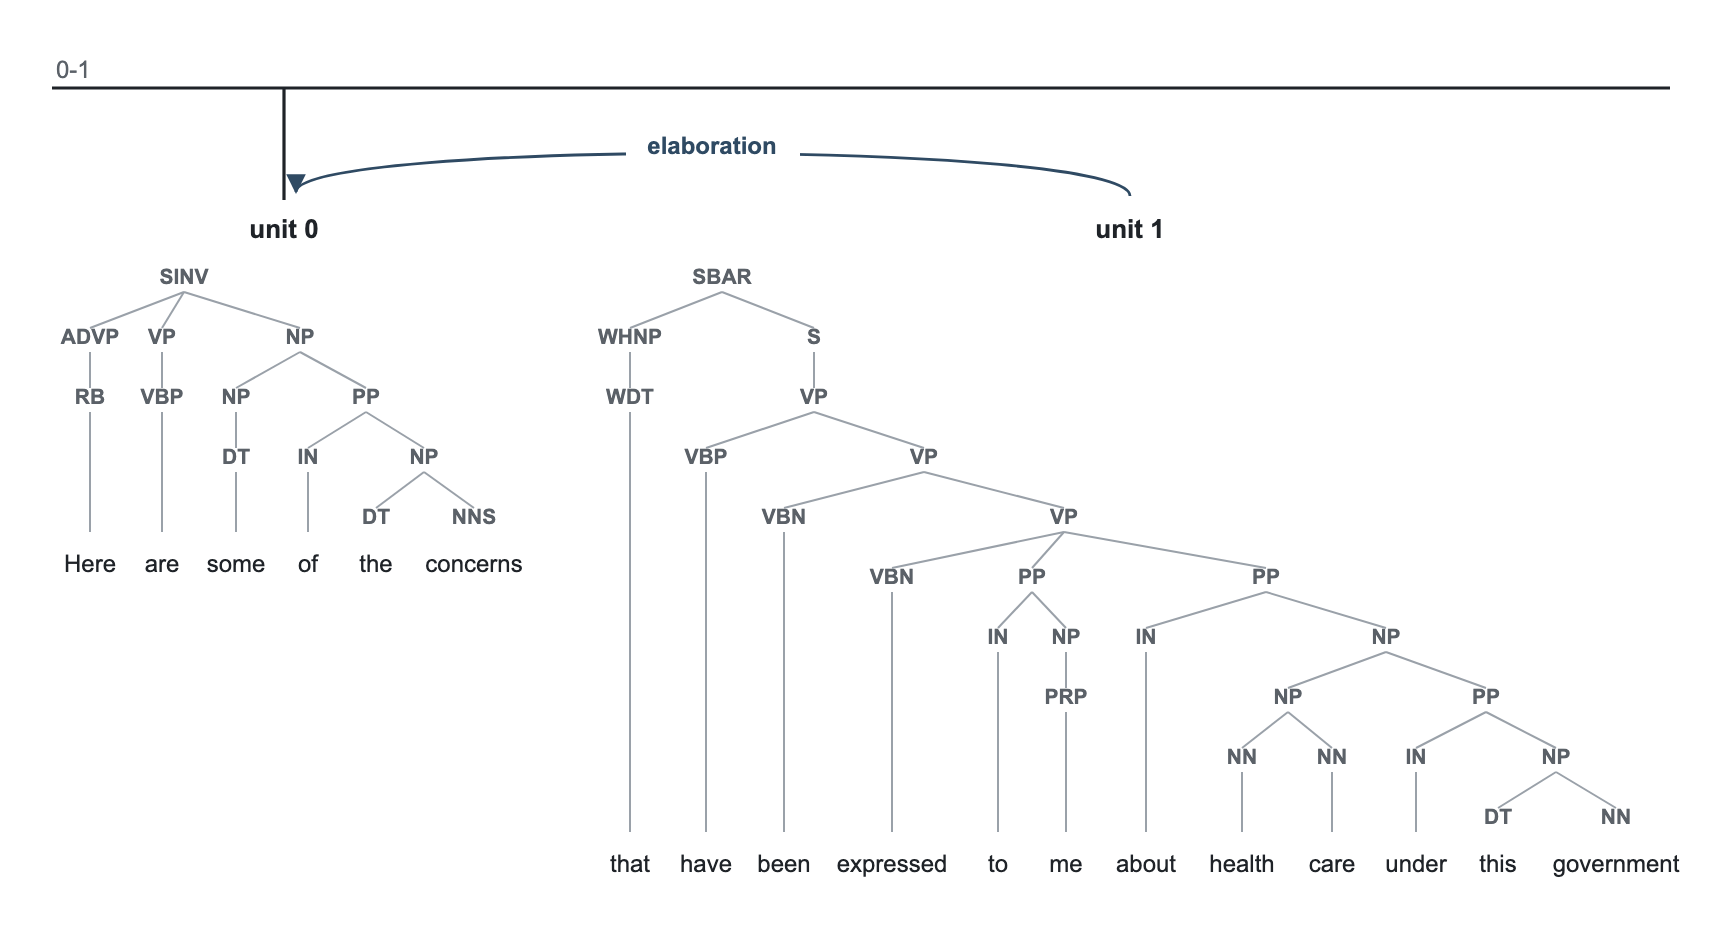 0-1
elaboration
unit 0 unit 1
SINV SBAR
ADVP VP NP WHNP S
RB VBP NP PP WDT VP
DT IN NP VBP VP
DT NNS VBN VP
Here are some of the concerns
VBN PP PP
IN NP IN NP
PRP NP PP
NN NN IN NP
DT NN
that have been expressed to me about health care under this government